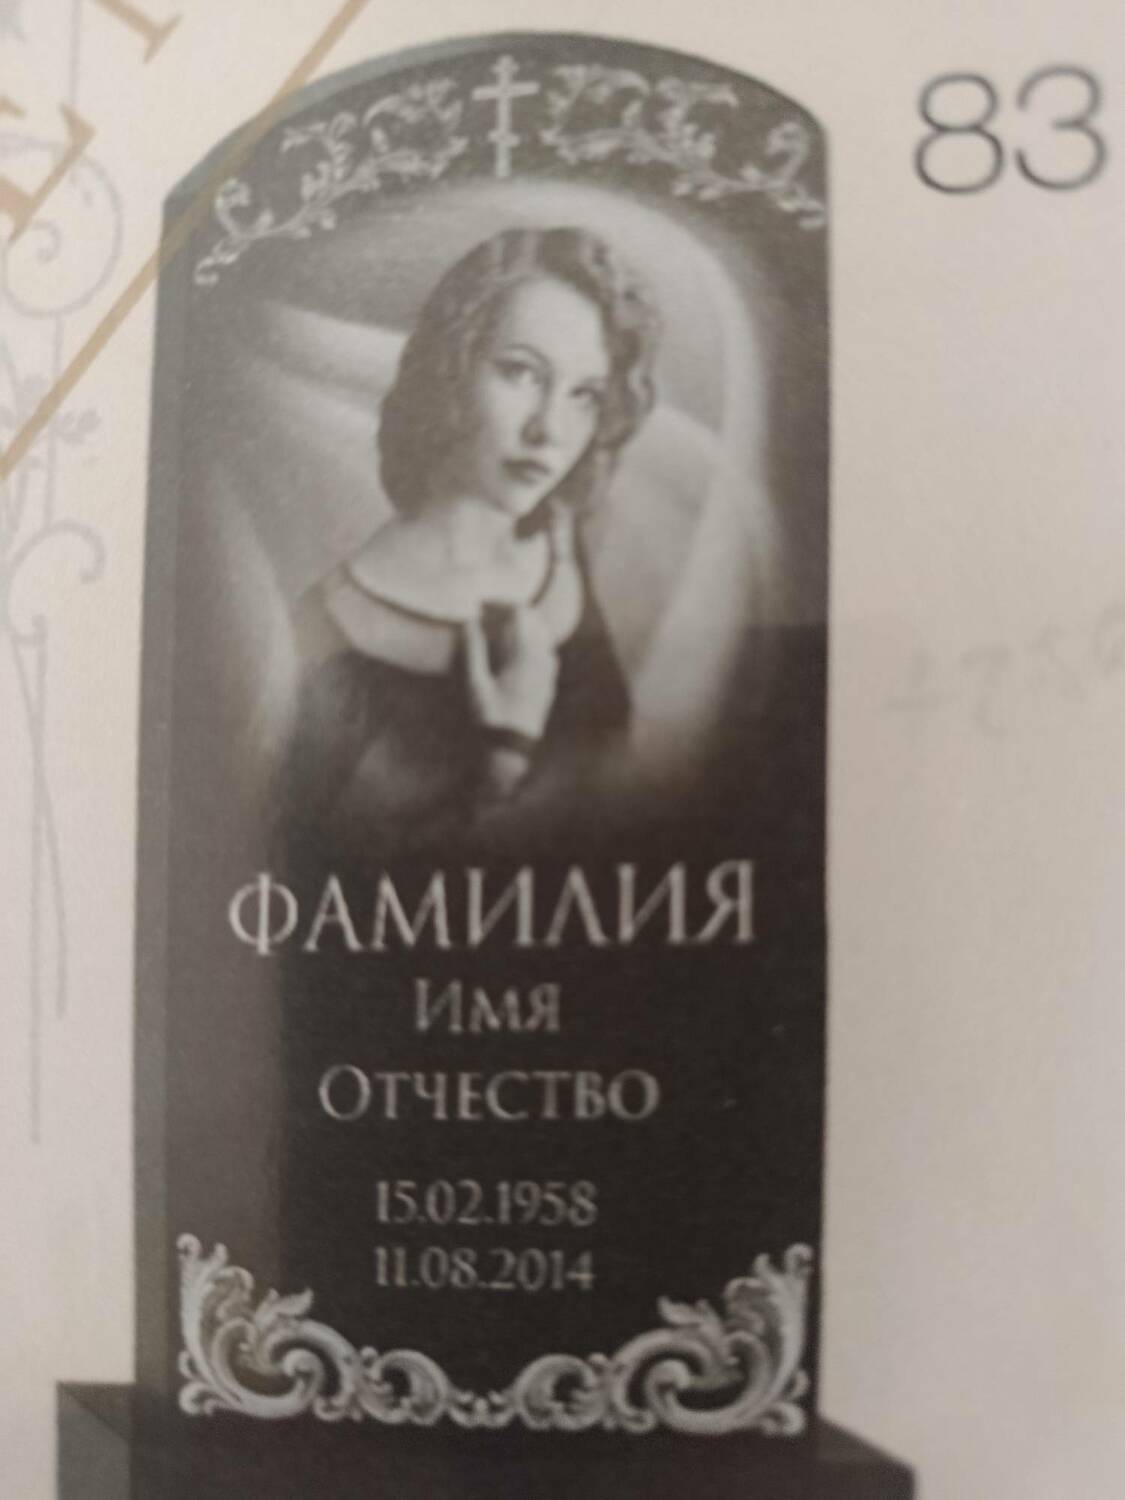 83
ФАМИЛИЯ
Имя
Отчество
15.02.1958
11.08.2014